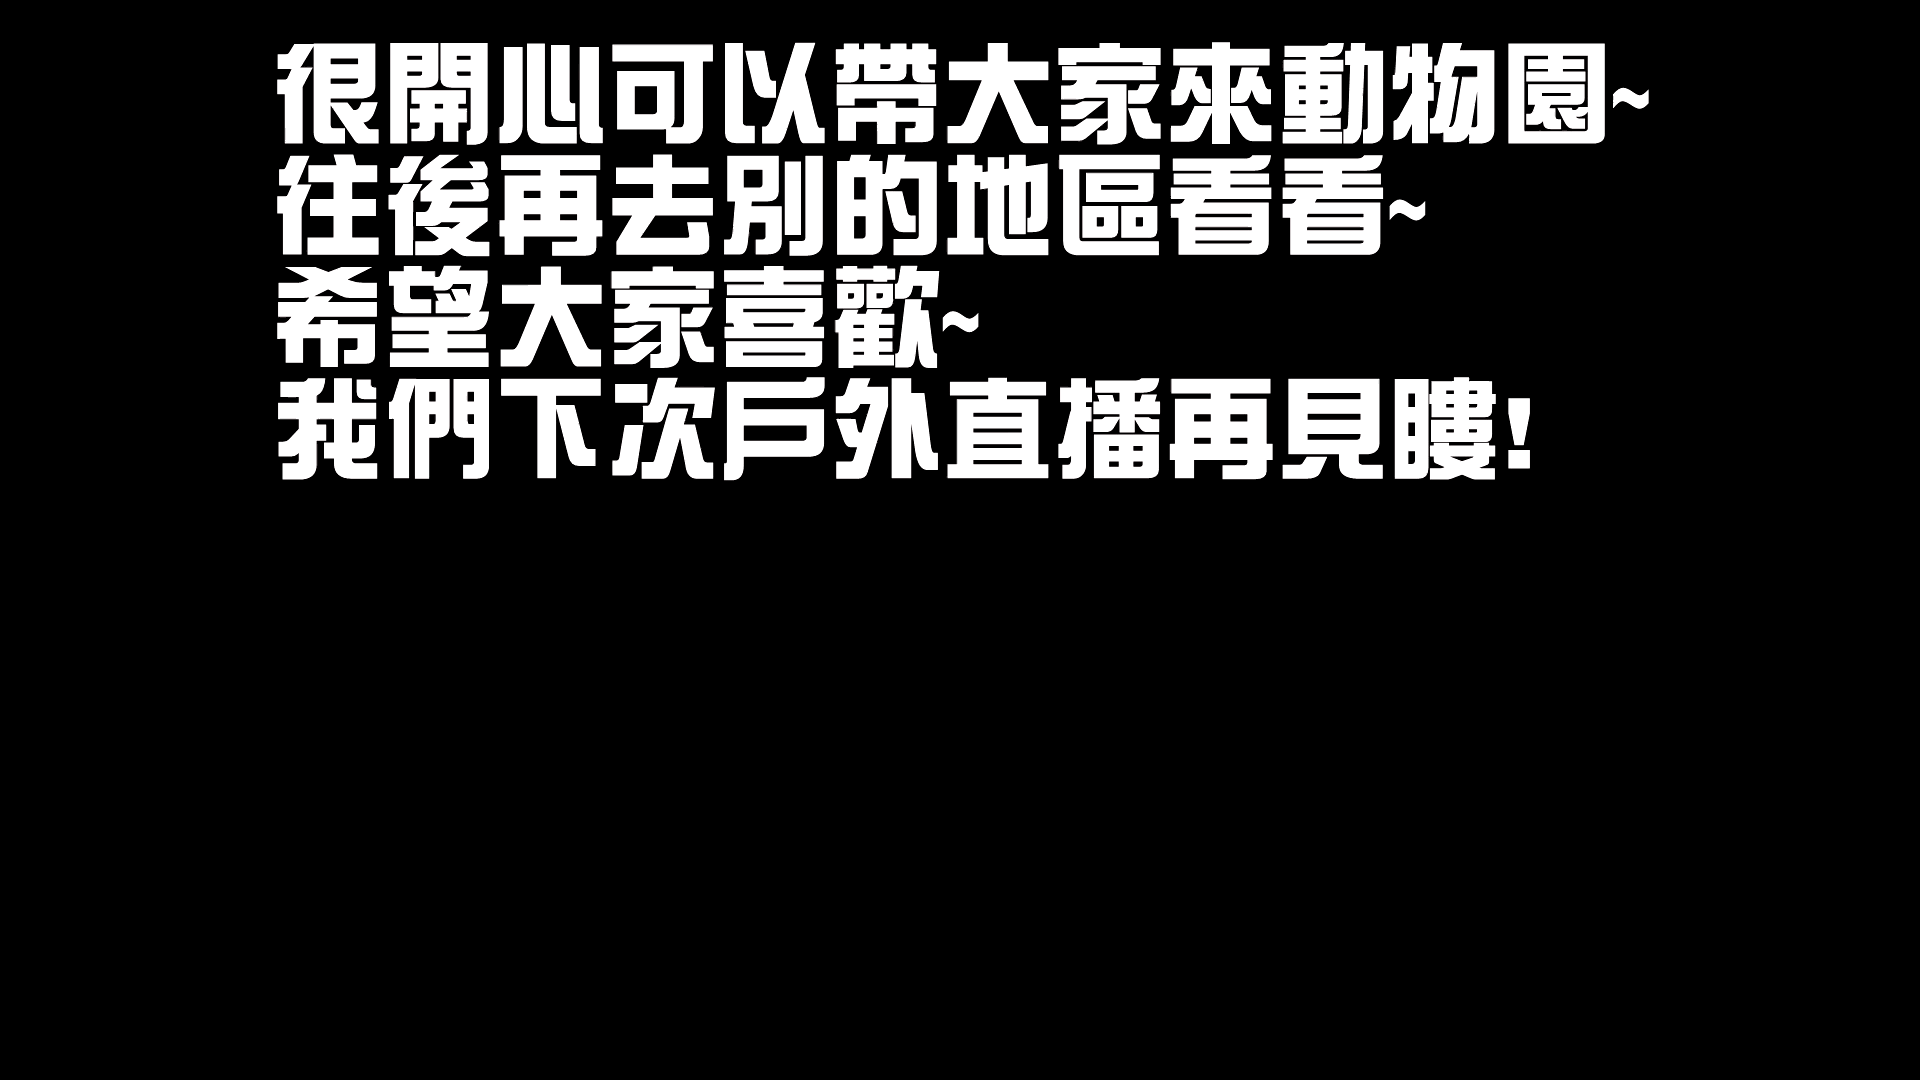 很開心可以帶大家來動物園~
往後再去別的地區看看~
希望大家喜歡~
我們下次戶外直播再見瞜!